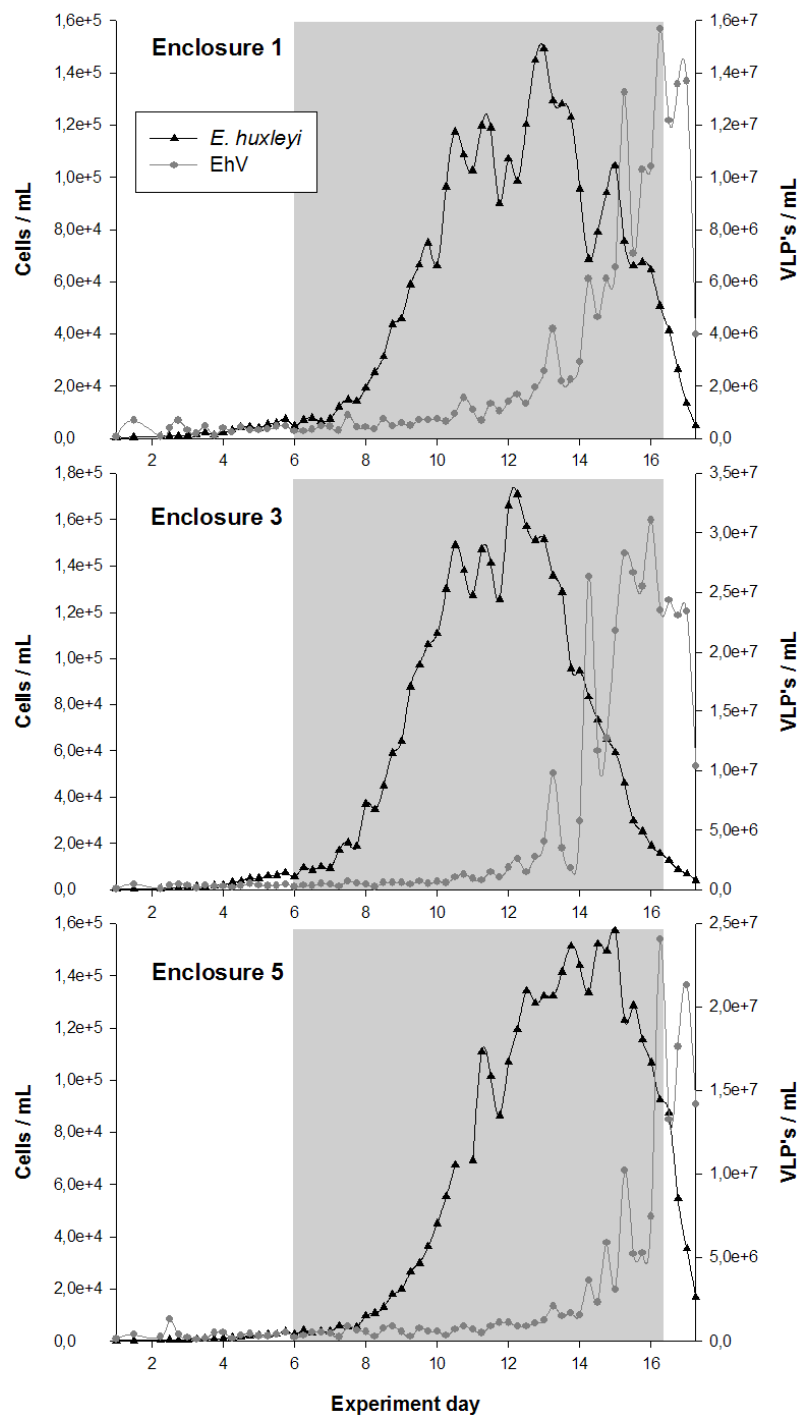 Enclosure 1
E. huxleyi
EhV
Cells / mL
1,6e+5
1,4e+5
1,2e+5
1,0e+5
8,0e+4
6,0e+4
4,0e+4
2,0e+4
0,0
VLP's / mL
1,6e+7
1,4e+7
1,2e+7
1,0e+7
8,0e+6
6,0e+6
4,0e+6
2,0e+6
0,0
2 4 6 8 10 12 14 16
Enclosure 3
Cells / mL
1,8e+5
1,6e+5
1,4e+5
1,2e+5
1,0e+5
8,0e+4
6,0e+4
4,0e+4
2,0e+4
0,0
VLP's / mL
3,5e+7
3,0e+7
2,5e+7
2,0e+7
1,5e+7
1,0e+7
5,0e+6
0,0
2 4 6 8 10 12 14 16
Enclosure 5
Cells / mL
1,6e+5
1,4e+5
1,2e+5
1,0e+5
8,0e+4
6,0e+4
4,0e+4
2,0e+4
0,0
VLP's / mL
2,5e+7
2,0e+7
1,5e+7
1,0e+7
5,0e+6
0,0
2 4 6 8 10 12 14 16
Experiment day